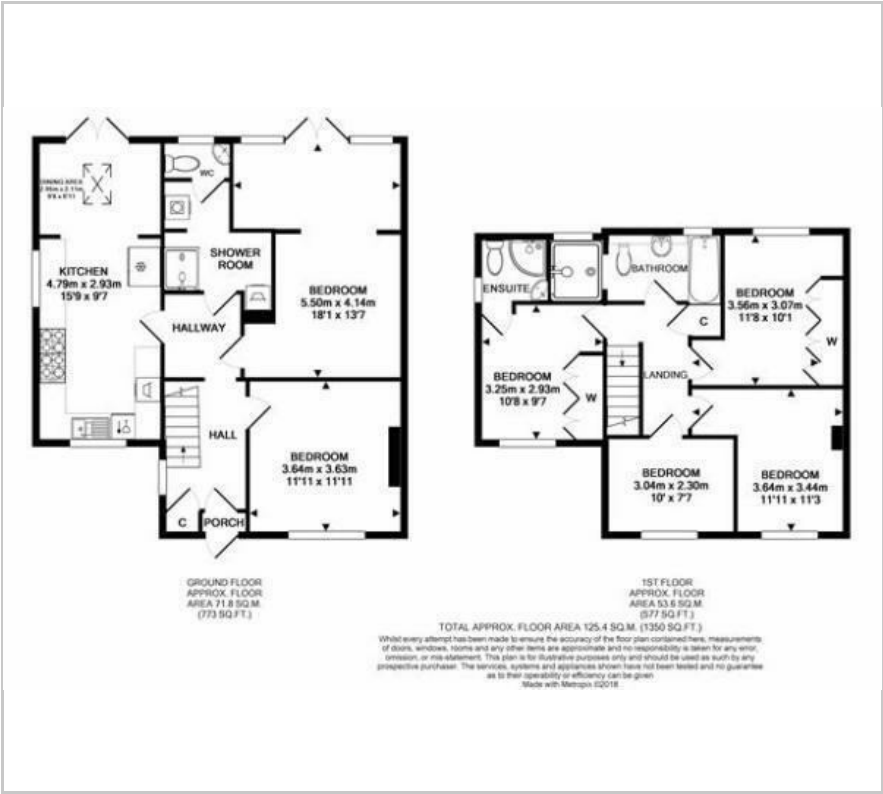 DINING AREA
WC
KITCHEN
4.79m x 2.93m
15'9 x 9'7
SHOWER
ROOM
BEDROOM
5.50m x 4.14m
18'1 x 13'7
HALLWAY
HALL
BEDROOM
3.64m x 3.63m
11'11 x 11'11
C
PORCH
GROUND FLOOR
APPROX. FLOOR
AREA 71.8 SQ.M.
(773 SQ.FT.)
ENSUITE
BATHROOM
BEDROOM
3.56m x 3.07m
11'8 x 10'1
C
W
BEDROOM
3.25m x 2.93m
10'8 x 9'7
W
LANDING
BEDROOM
3.04m x 2.30m
10' x 7'7
BEDROOM
3.64m x 3.44m
11'11 x 11'3
1ST FLOOR
APPROX. FLOOR
AREA 53.6 SQ.M.
(577 SQ.FT.)
TOTAL APPROX. FLOOR AREA 125.4 SQ.M. (1350 SQ.FT.)
Whilst every attempt has been made to ensure the accuracy of the floor plan contained here, measurements
of doors, windows, rooms and any other items are approximate and no responsibility is taken for any error,
omission, or mis-statement. This plan is for illustrative purposes only and should be used as such by any
prospective purchaser. The services, systems and appliances shown have not been tested and no guarantee
as to their operability or efficiency can be given
Made with Metropix ©2018